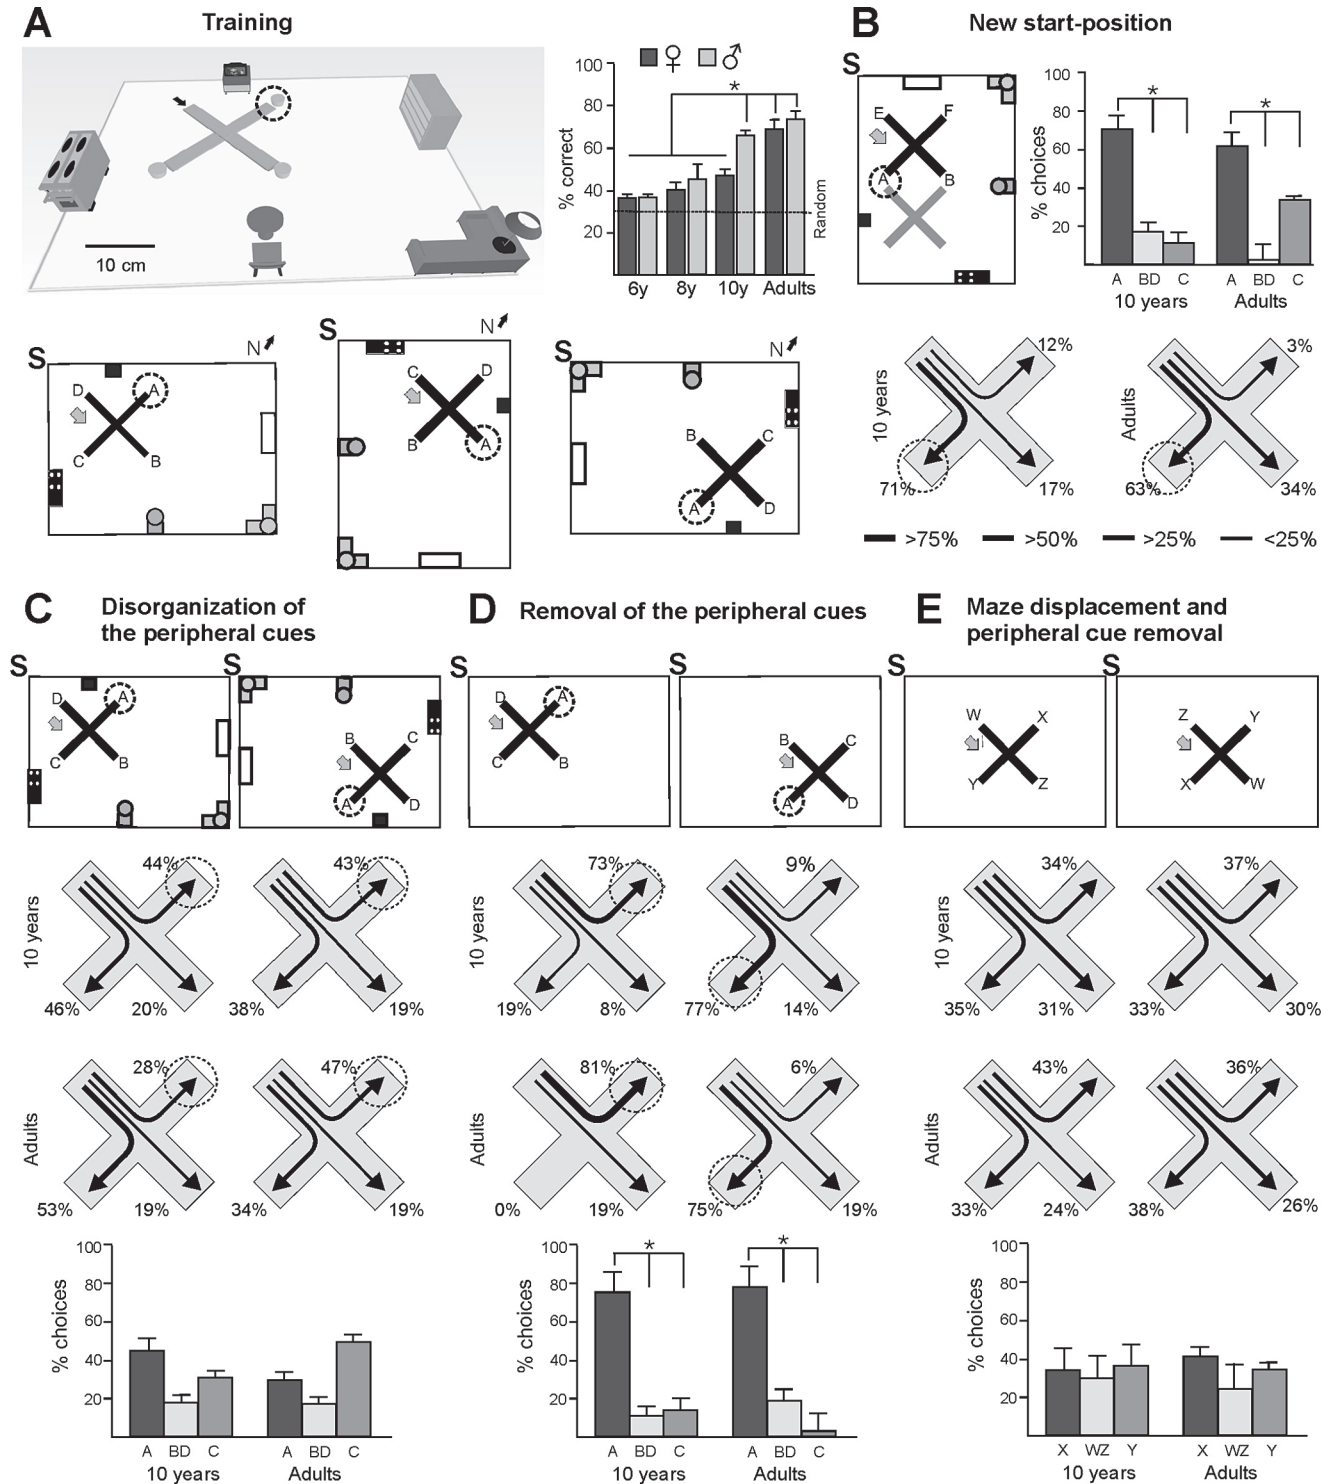 A Training
10 cm
♀ ♂
% correct
100
80
60
40
20
*
Random
6y 8y 10y Adults
S
N
D A
C B
S
N
C D
B A
S
N
B C
A D
B New start-position
S
E F
A B
% choices
100
80
60
40
20
* *
A BD C A BD C
10 years Adults
10 years
12%
71% 17%
Adults
3%
63% 34%
>75% >50% >25% <25%
C Disorganization of
the peripheral cues
S S
D A
C B
B C
A D
10 years
44% 43%
46% 20% 38% 19%
Adults
28% 47%
53% 19% 34% 19%
% choices
100
80
60
40
20
A BD C A BD C
10 years Adults
D Removal of the peripheral cues
S S
D A
C B
B C
A D
10 years
73% 9%
19% 8% 77% 14%
Adults
81% 6%
0% 19% 75% 19%
% choices
100
80
60
40
20
* *
A BD C A BD C
10 years Adults
E Maze displacement and
peripheral cue removal
S S
W X
Y Z
Z Y
X W
10 years
34% 37%
35% 31% 33% 30%
Adults
43% 36%
33% 24% 38% 26%
% choices
100
80
60
40
20
X WZ Y X WZ Y
10 years Adults